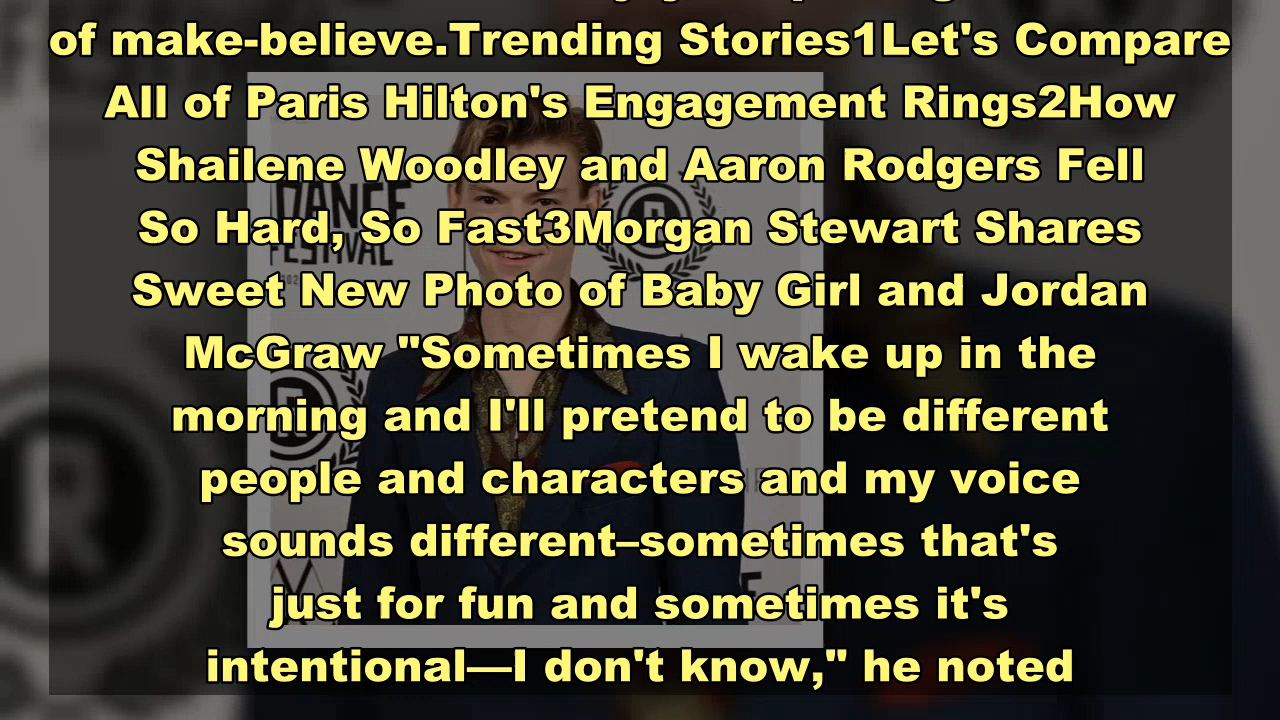 of make-believe.Trending Stories1Let's Compare
All of Paris Hilton's Engagement Rings2How
Shailene Woodley and Aaron Rodgers Fell
So Hard, So Fast3Morgan Stewart Shares
Sweet New Photo of Baby Girl and Jordan
McGraw "Sometimes I wake up in the
morning and I'll pretend to be different
people and characters and my voice
sounds different–sometimes that's
just for fun and sometimes it's
intentional—I don't know," he noted
DANCE
FESTIVAL
R
R
R